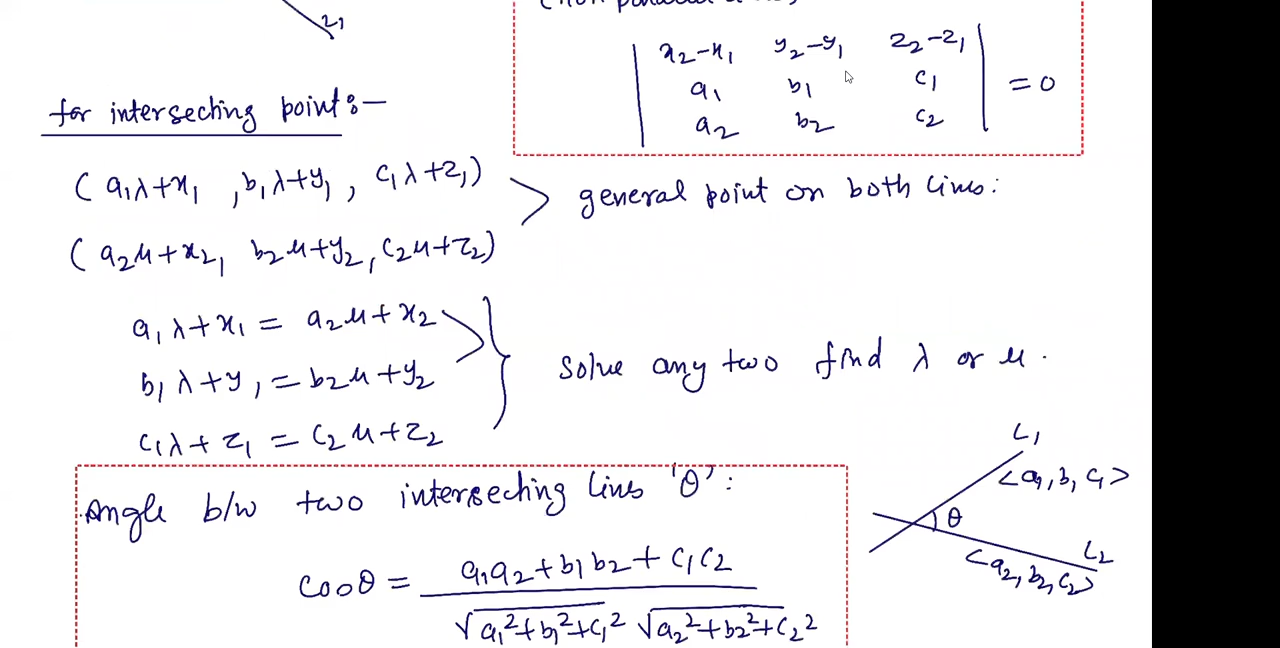 z₁
| x₂-x₁ y₂-y₁ z₂-z₁ |
| a₁ b₁ c₁ | = 0
| a₂ b₂ c₂ |
for intersecting point:-
(a₁λ+x₁, b₁λ+y₁, c₁λ+z₁)
(a₂μ+x₂, b₂μ+y₂, c₂μ+z₂)
general point on both lines:
a₁λ+x₁ = a₂μ+x₂
b₁λ+y₁ = b₂μ+y₂
c₁λ+z₁ = c₂μ+z₂
Solve any two find λ or μ.
Angle b/w two intersecting lines 'θ':
Cosθ = (a₁a₂+b₁b₂+c₁c₂) / (√a₁²+b₁²+c₁² √a₂²+b₂²+c₂²)
L₁
<a₁, b₁ c₁>
θ
L₂
<a₂, b₂, c₂>